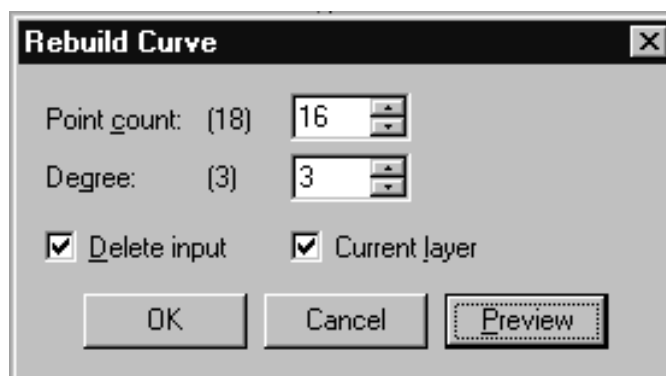 Rebuild Curve
Point count: (18) 16
Degree: (3) 3
Delete input Current layer
OK Cancel Preview